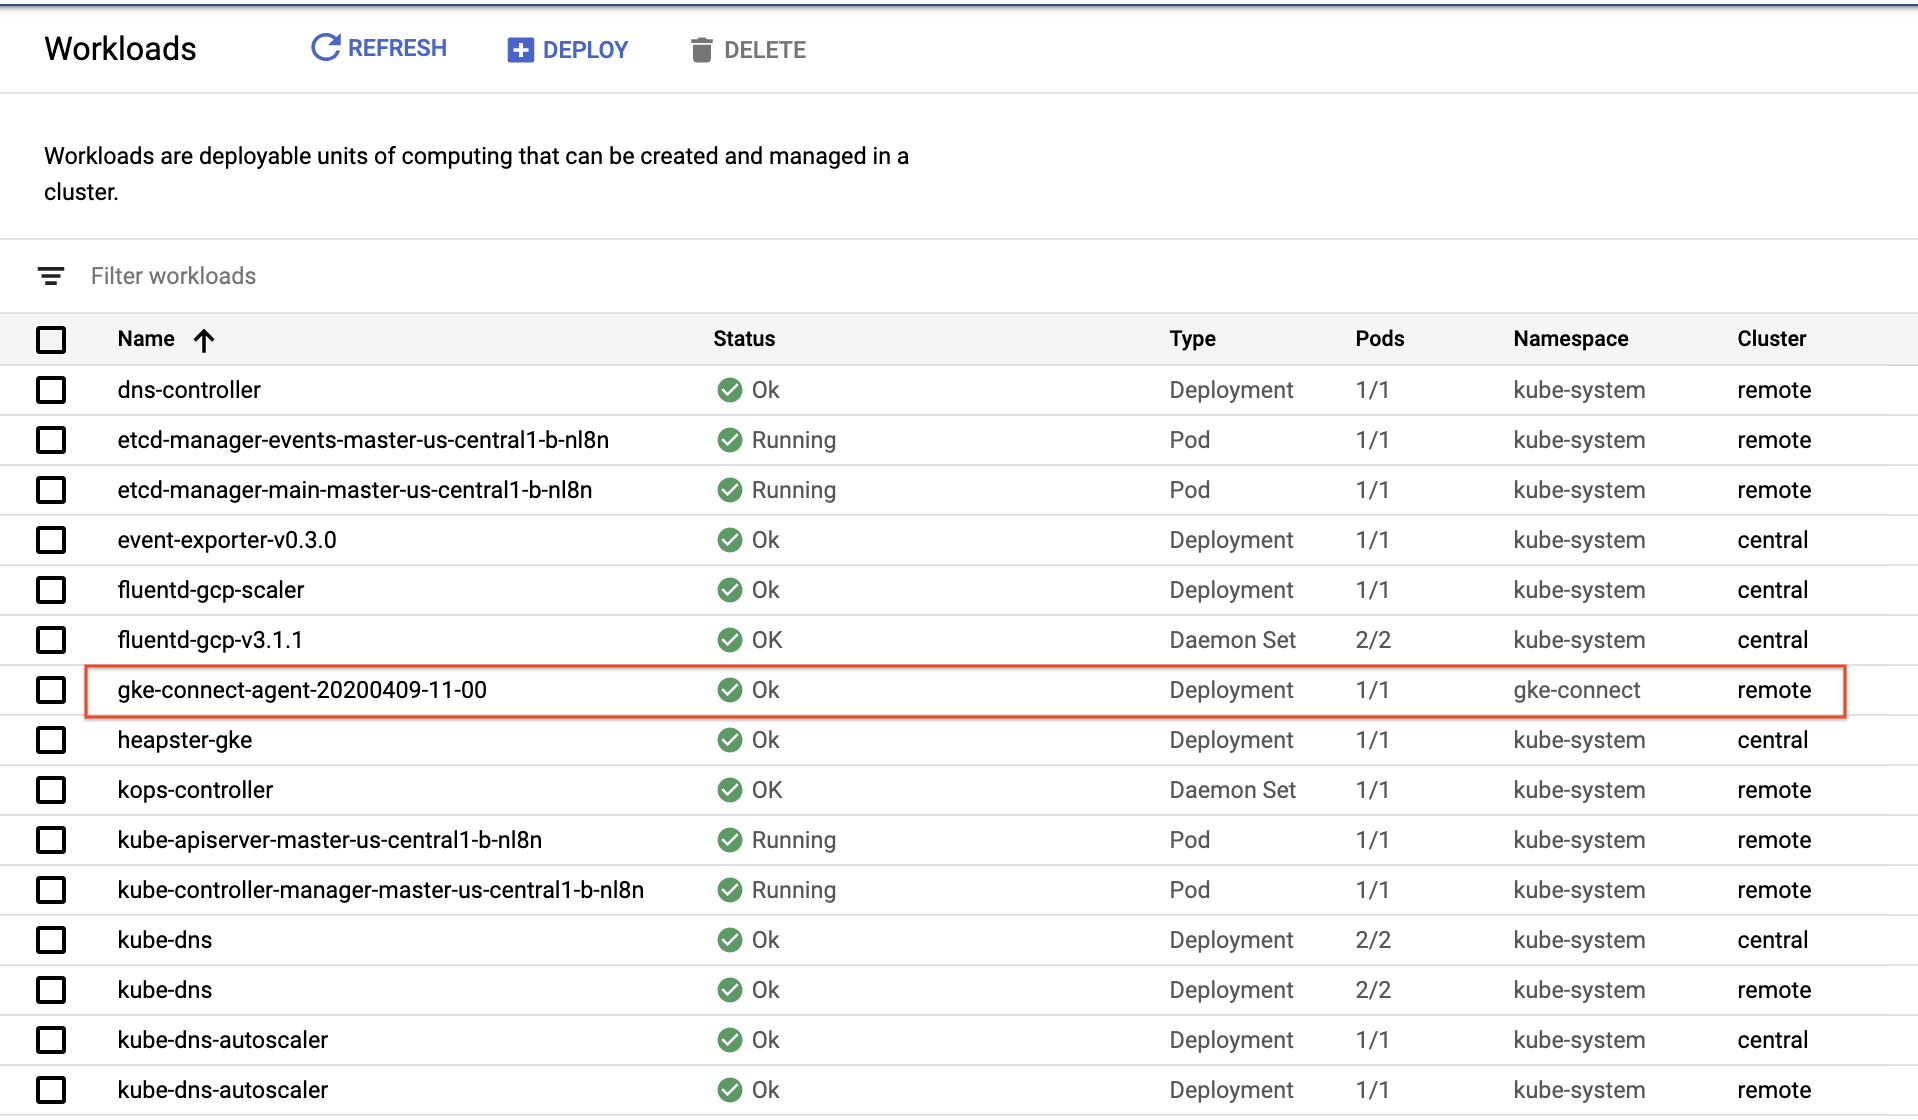 Workloads REFRESH DEPLOY DELETE
Workloads are deployable units of computing that can be created and managed in a
cluster.
Filter workloads
Name Status Type Pods Namespace Cluster
dns-controller Ok Deployment 1/1 kube-system remote
etcd-manager-events-master-us-central1-b-nl8n Running Pod 1/1 kube-system remote
etcd-manager-main-master-us-central1-b-nl8n Running Pod 1/1 kube-system remote
event-exporter-v0.3.0 Ok Deployment 1/1 kube-system central
fluentd-gcp-scaler Ok Deployment 1/1 kube-system central
fluentd-gcp-v3.1.1 OK Daemon Set 2/2 kube-system central
gke-connect-agent-20200409-11-00 Ok Deployment 1/1 gke-connect remote
heapster-gke Ok Deployment 1/1 kube-system central
kops-controller OK Daemon Set 1/1 kube-system remote
kube-apiserver-master-us-central1-b-nl8n Running Pod 1/1 kube-system remote
kube-controller-manager-master-us-central1-b-nl8n Running Pod 1/1 kube-system remote
kube-dns Ok Deployment 2/2 kube-system central
kube-dns Ok Deployment 2/2 kube-system remote
kube-dns-autoscaler Ok Deployment 1/1 kube-system central
kube-dns-autoscaler Ok Deployment 1/1 kube-system remote